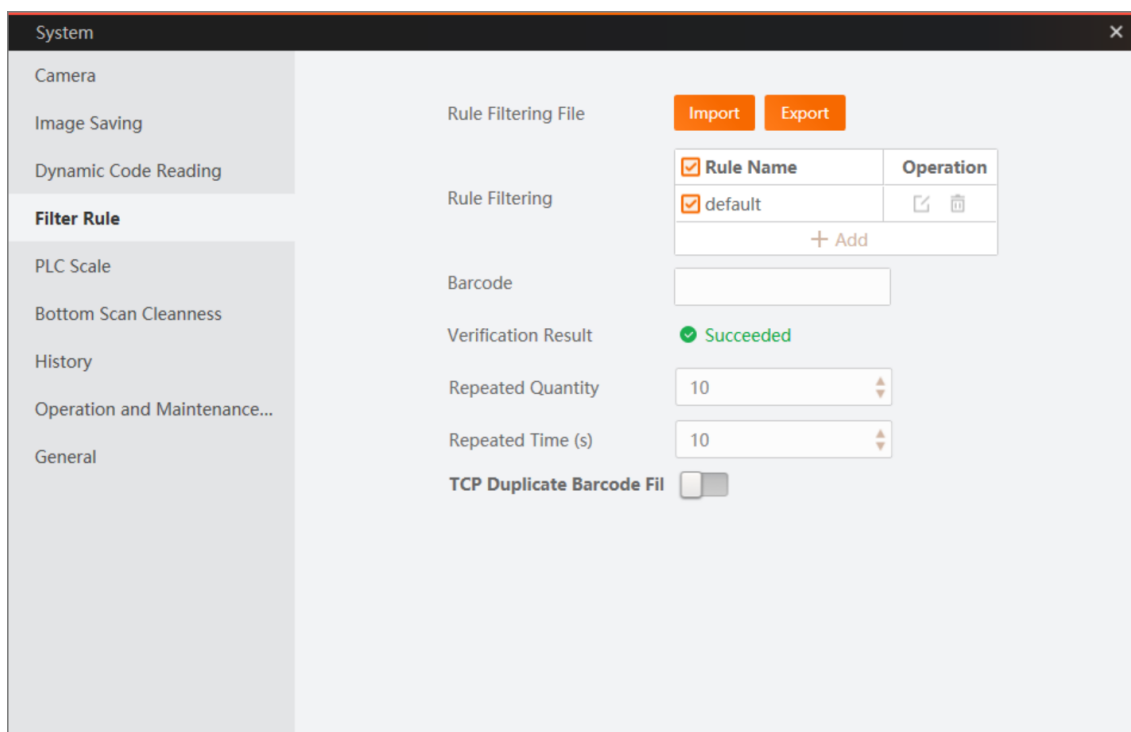 System
Camera
Image Saving
Dynamic Code Reading
Filter Rule
PLC Scale
Bottom Scan Cleanness
History
Operation and Maintenance...
General
Rule Filtering File
Import Export
Rule Filtering
Rule Name Operation
default
+ Add
Barcode
Verification Result
Succeeded
Repeated Quantity
10
Repeated Time (s)
10
TCP Duplicate Barcode Fil